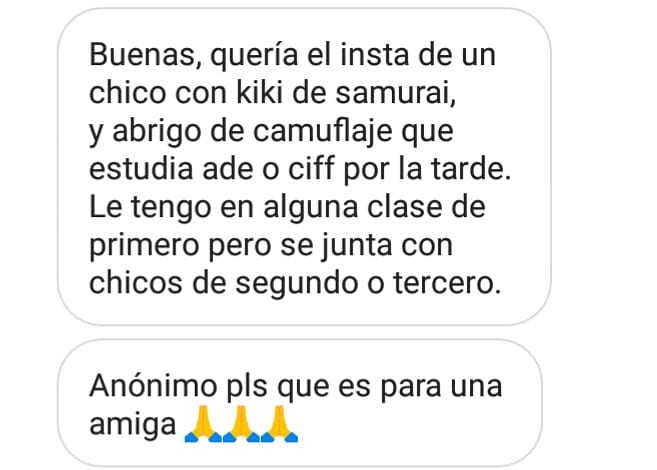 Buenas, quería el insta de un
chico con kiki de samurai,
y abrigo de camuflaje que
estudia ade o ciff por la tarde.
Le tengo en alguna clase de
primero pero se junta con
chicos de segundo o tercero.
Anónimo pls que es para una
amiga 🙏🙏🙏